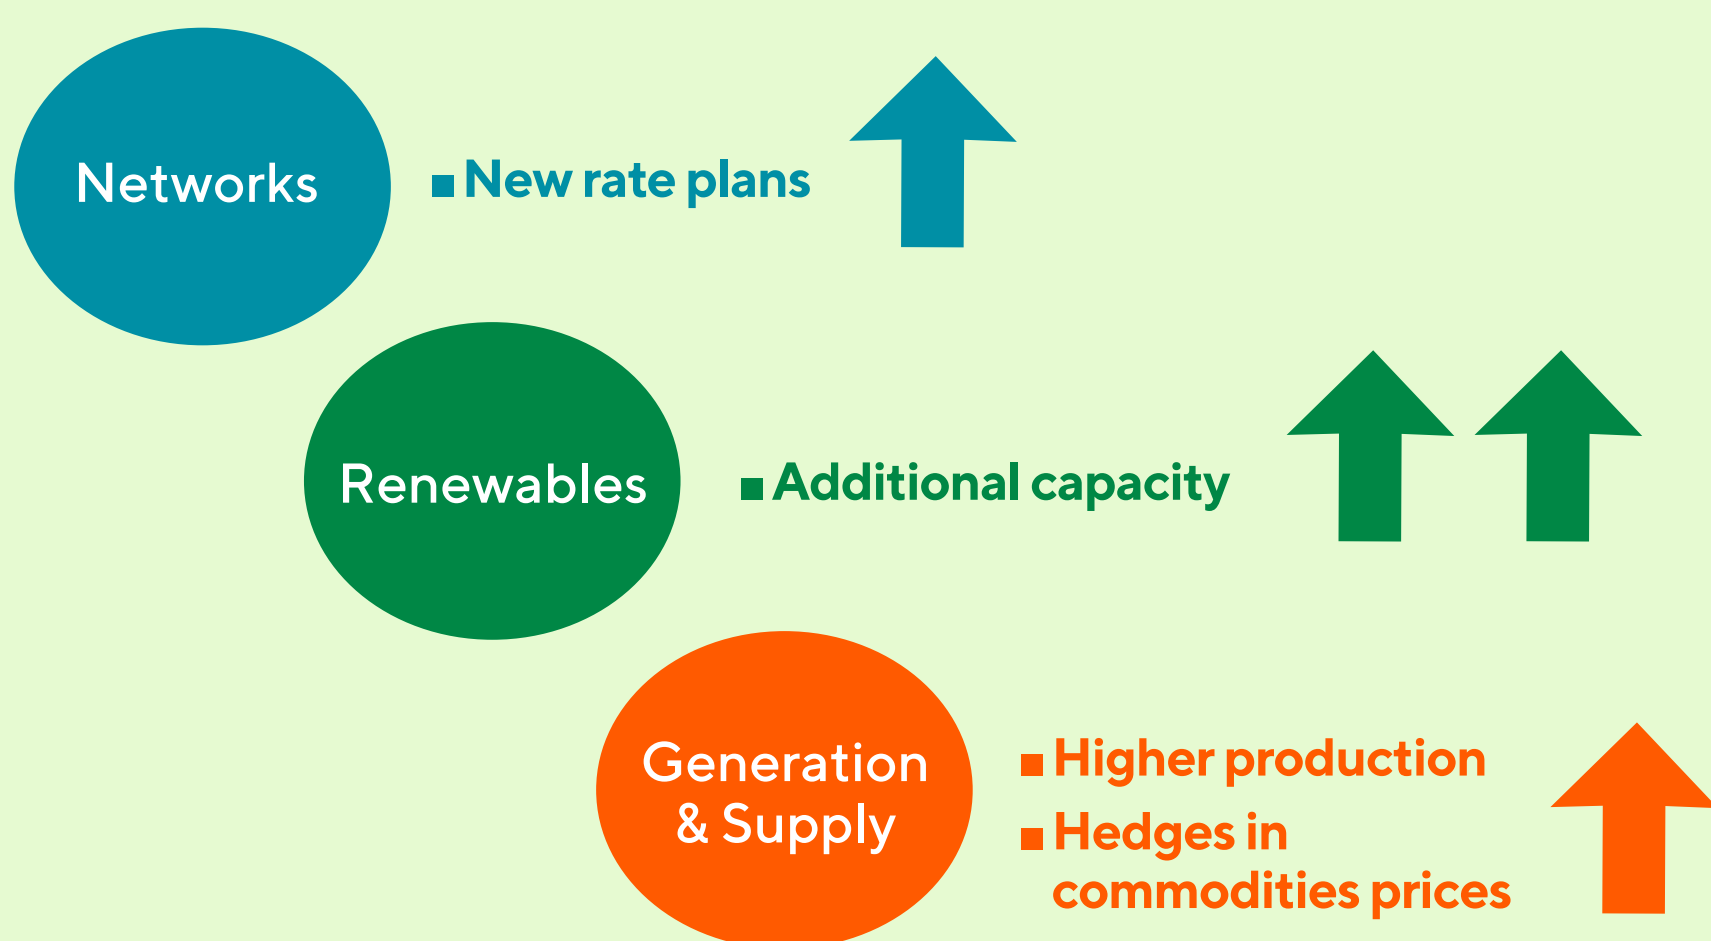 Networks
■ New rate plans
Renewables
■ Additional capacity
Generation
& Supply
■ Higher production
■ Hedges in
commodities prices